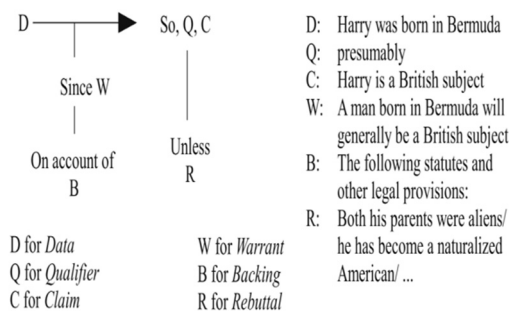 D
So, Q, C
Since W
On account of
B
Unless
R
D for Data
Q for Qualifier
C for Claim
W for Warrant
B for Backing
R for Rebuttal
D: Harry was born in Bermuda
Q: presumably
C: Harry is a British subject
W: A man born in Bermuda will
generally be a British subject
B: The following statutes and
other legal provisions:
R: Both his parents were aliens/
he has become a naturalized
American/ ...